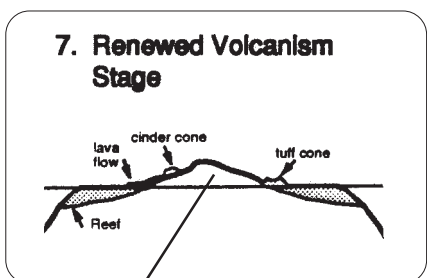 7. Renewed Volcanism
Stage
cinder cone
lava
flow
tuff cone
Reef